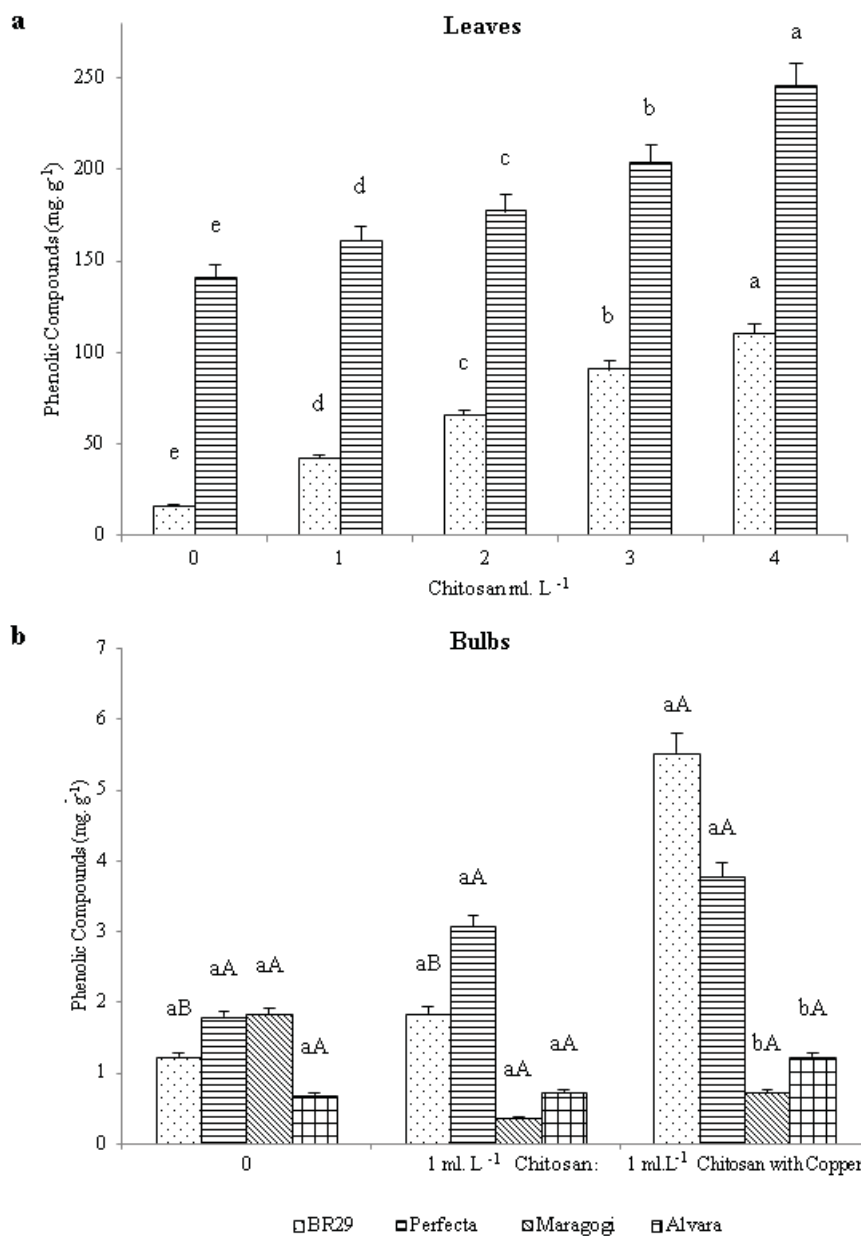 a
Leaves
a
250
b
200
c
d
e
150
a
b
100
c
d
50
e
0
0 1 2 3 4
Phenolic Compounds (mg. g⁻¹)
Chitosan ml. L ⁻¹
b
Bulbs
7
aA
6
5
aA
4
aA
3
aB
aA aA
2
aB
bA
aA
aA
aA
bA
1
0
Phenolic Compounds (mg. g⁻¹)
0 1 ml. L ⁻¹ Chitosan: 1 ml.L⁻¹ Chitosan with Copper
BR29 Perfecta Maragogi Alvara